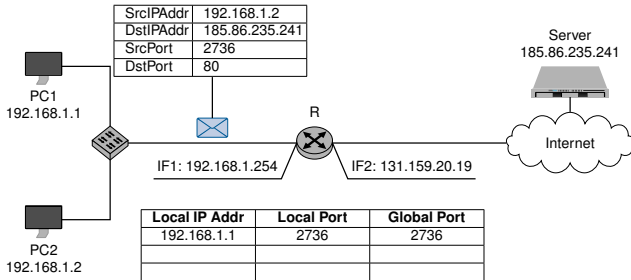 SrcIPAddr 192.168.1.2
DstIPAddr 185.86.235.241
SrcPort 2736
DstPort 80
Server
185.86.235.241
PC1
192.168.1.1
R
Internet
IF1: 192.168.1.254
IF2: 131.159.20.19
PC2
192.168.1.2
Local IP Addr Local Port Global Port
192.168.1.1 2736 2736